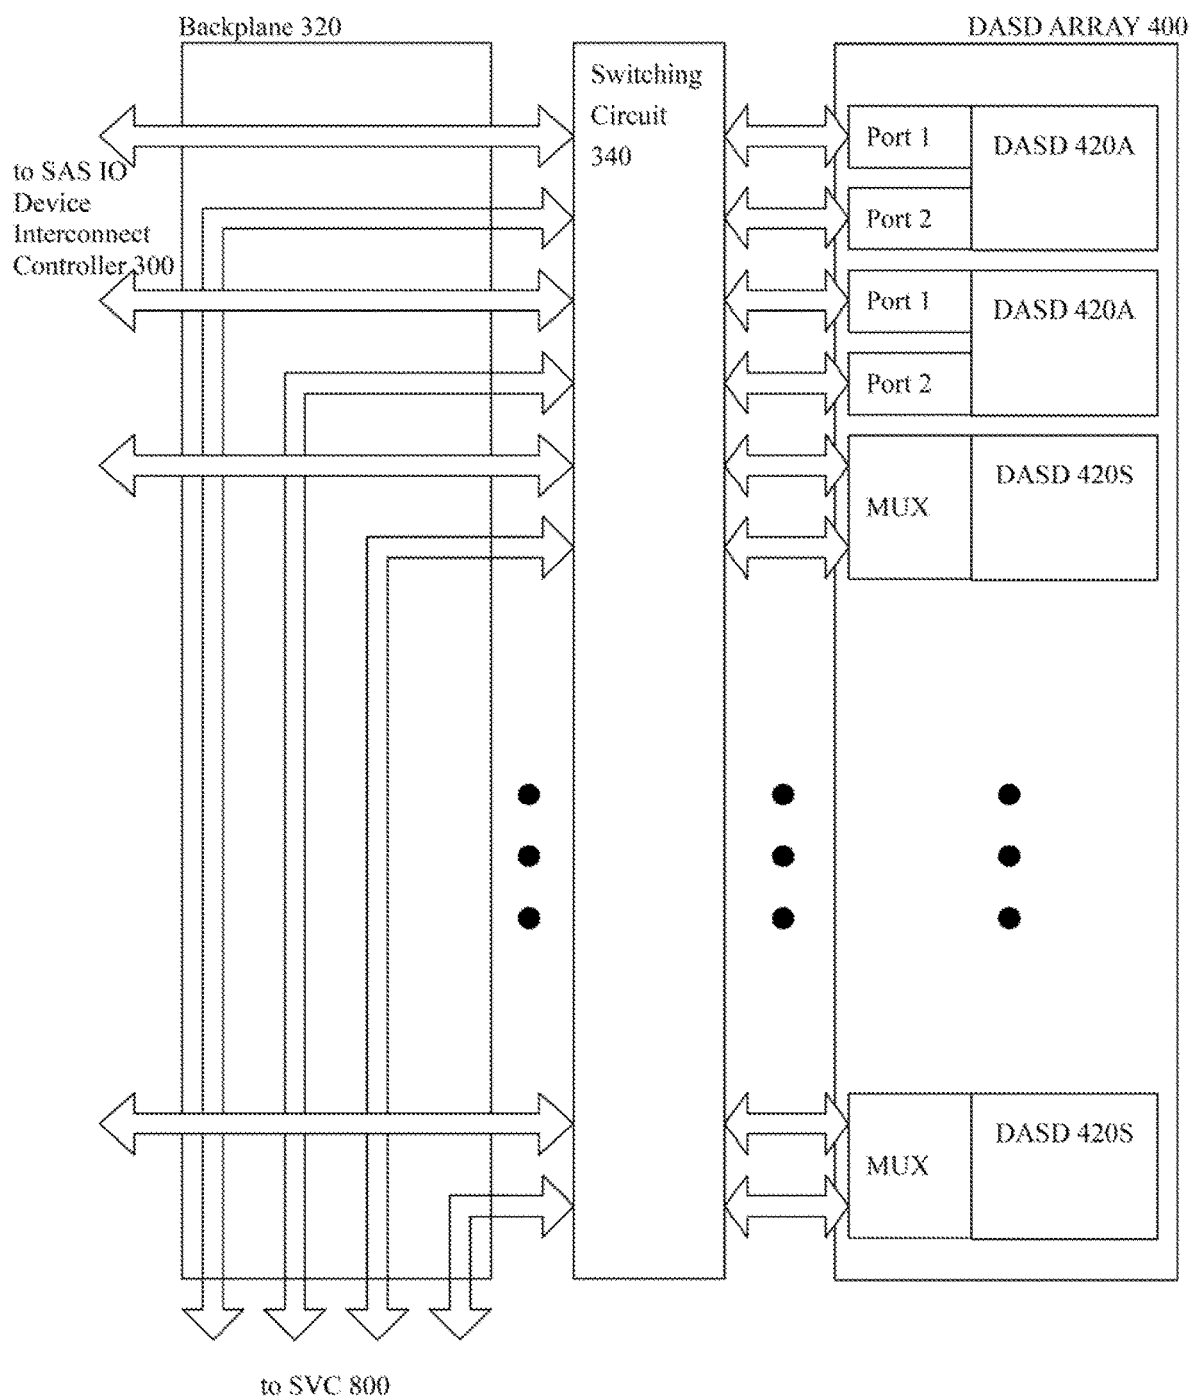 Backplane 320
DASD ARRAY 400
Switching
Circuit
340
to SAS IO
Device
Interconnect
Controller 300
Port 1
DASD 420A
Port 2
Port 1
DASD 420A
Port 2
MUX
DASD 420S
MUX
DASD 420S
to SVC 800